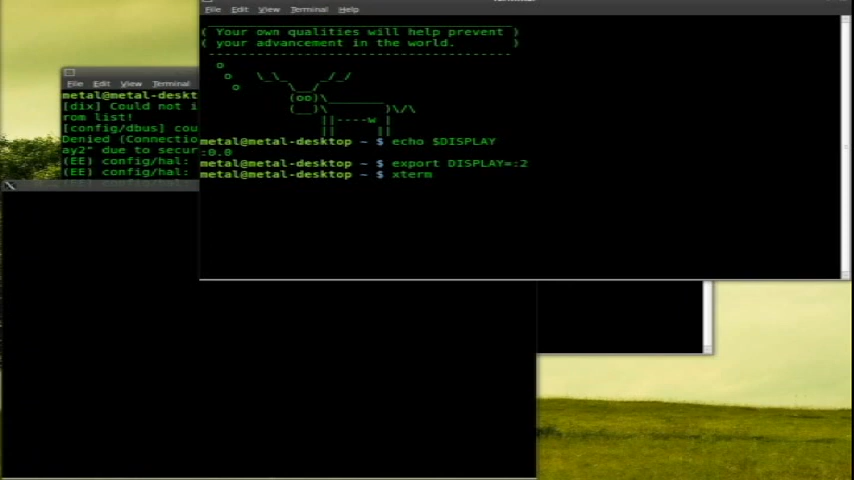 File Edit View Terminal Help
( Your own qualities will help prevent )
( your advancement in the world. )
metal@metal-desktop ~ $ echo $DISPLAY
:0.0
metal@metal-desktop ~ $ export DISPLAY=:2
metal@metal-desktop ~ $ xterm
File Edit View Terminal
metal@metal-deskt
[dix] Could not i
rom list!
[config/dbus] cou
Denied (Connectio
ay2" due to secur
(EE) config/hal:
(EE) config/hal:
(EE) config/hal: